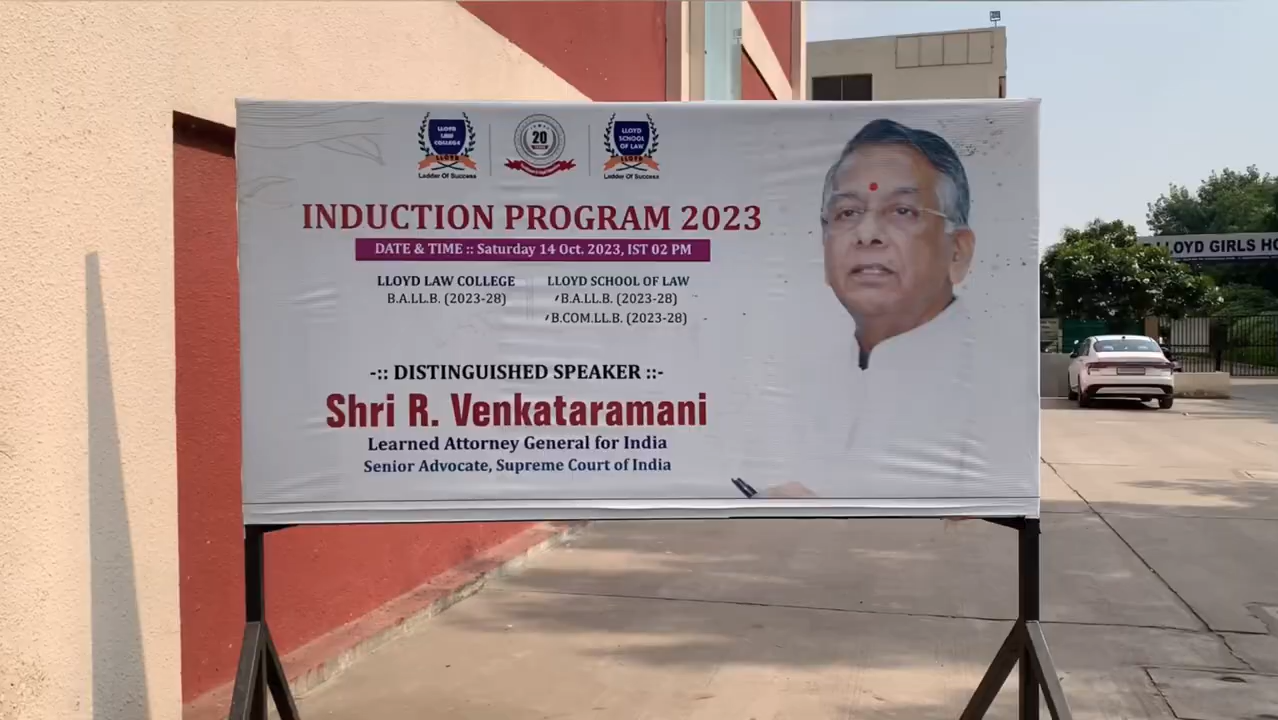 LLOYD LAW COLLEGE
LLOYD
Ladder Of Success
20
LLOYD SCHOOL OF LAW
LLOYD
Ladder Of Success
INDUCTION PROGRAM 2023
DATE & TIME :: Saturday 14 Oct. 2023, IST 02 PM
LLOYD LAW COLLEGE
B.A.LL.B. (2023-28)
LLOYD SCHOOL OF LAW
B.A.LL.B. (2023-28)
B.COM.LL.B. (2023-28)
-:: DISTINGUISHED SPEAKER ::-
Shri R. Venkataramani
Learned Attorney General for India
Senior Advocate, Supreme Court of India
LLOYD GIRLS HO